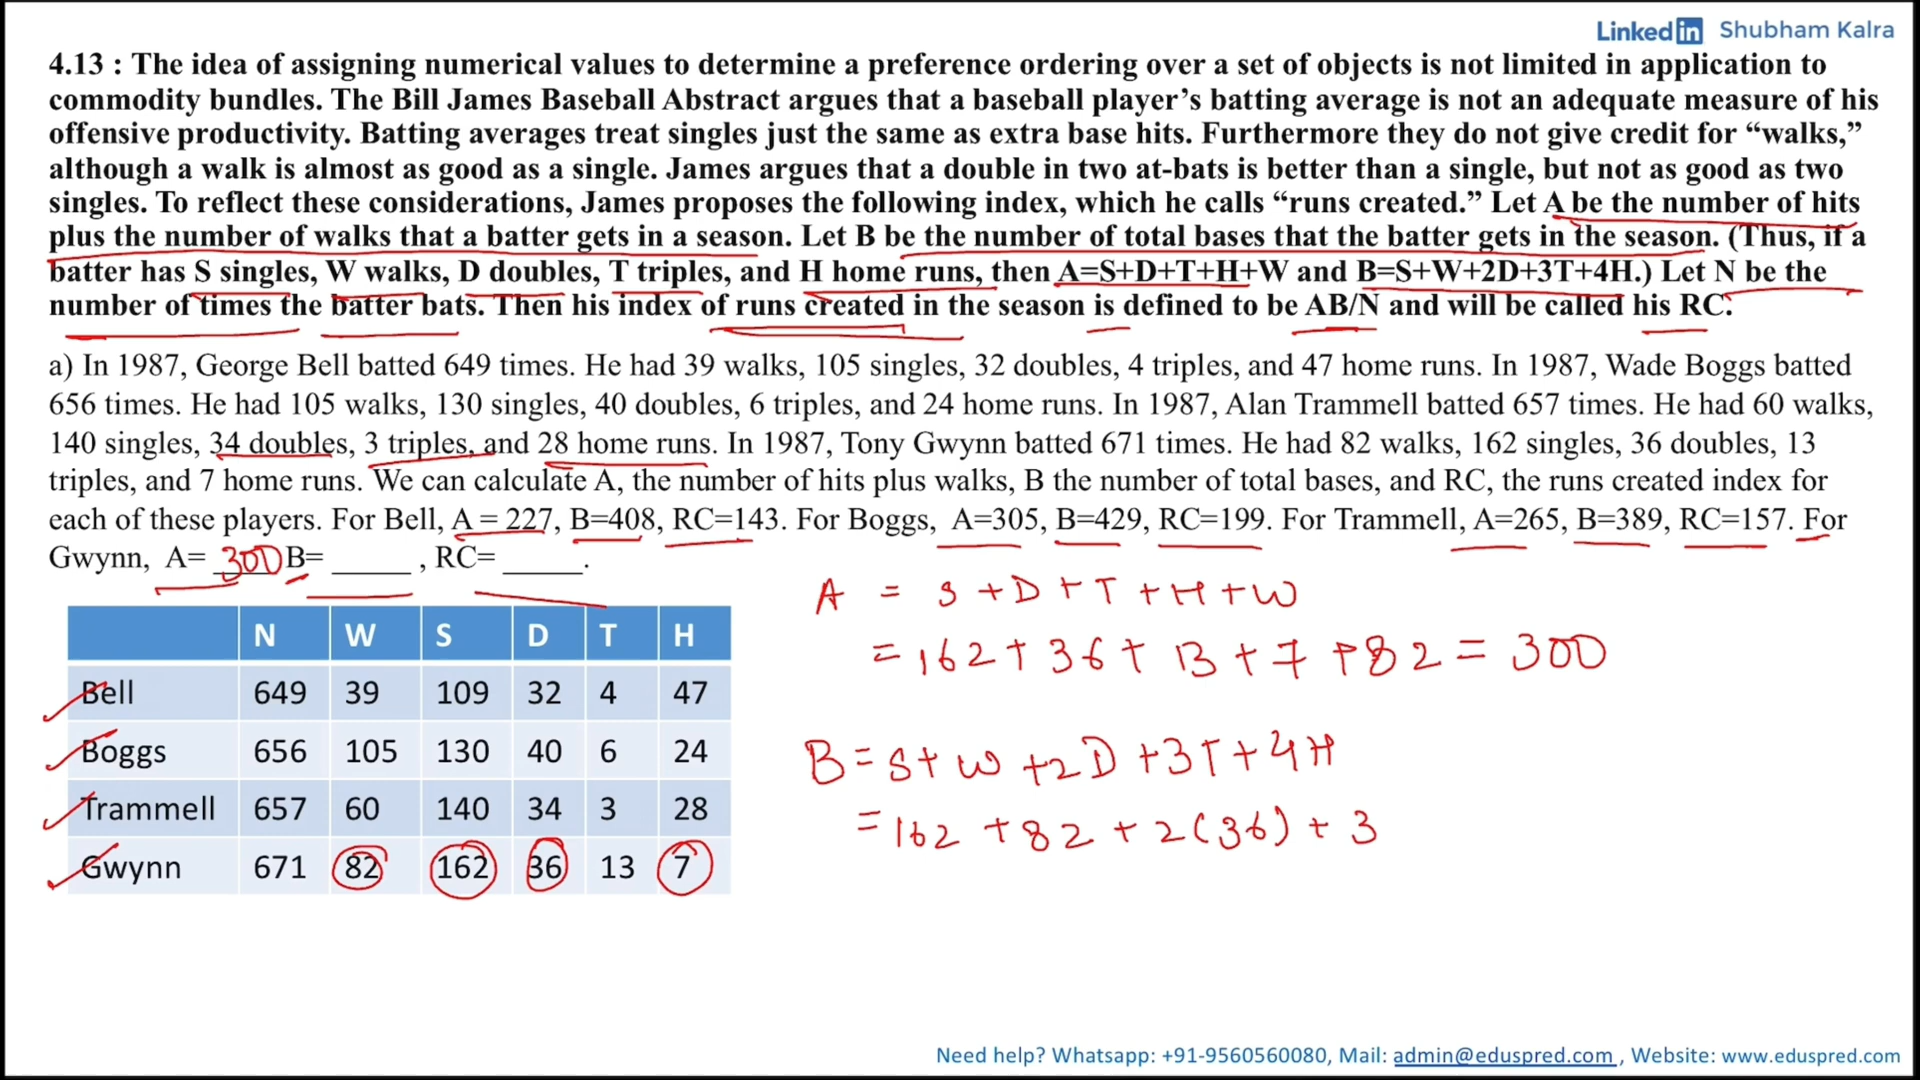 Linked in Shubham Kalra
4.13 : The idea of assigning numerical values to determine a preference ordering over a set of objects is not limited in application to
commodity bundles. The Bill James Baseball Abstract argues that a baseball player’s batting average is not an adequate measure of his
offensive productivity. Batting averages treat singles just the same as extra base hits. Furthermore they do not give credit for “walks,”
although a walk is almost as good as a single. James argues that a double in two at-bats is better than a single, but not as good as two
singles. To reflect these considerations, James proposes the following index, which he calls “runs created.” Let A be the number of hits
plus the number of walks that a batter gets in a season. Let B be the number of total bases that the batter gets in the season. (Thus, if a
batter has S singles, W walks, D doubles, T triples, and H home runs, then A=S+D+T+H+W and B=S+W+2D+3T+4H.) Let N be the
number of times the batter bats. Then his index of runs created in the season is defined to be AB/N and will be called his RC.
a) In 1987, George Bell batted 649 times. He had 39 walks, 105 singles, 32 doubles, 4 triples, and 47 home runs. In 1987, Wade Boggs batted
656 times. He had 105 walks, 130 singles, 40 doubles, 6 triples, and 24 home runs. In 1987, Alan Trammell batted 657 times. He had 60 walks,
140 singles, 34 doubles, 3 triples, and 28 home runs. In 1987, Tony Gwynn batted 671 times. He had 82 walks, 162 singles, 36 doubles, 13
triples, and 7 home runs. We can calculate A, the number of hits plus walks, B the number of total bases, and RC, the runs created index for
each of these players. For Bell, A = 227, B=408, RC=143. For Boggs, A=305, B=429, RC=199. For Trammell, A=265, B=389, RC=157. For
Gwynn, A= 300 B= _____ , RC= _____.
N W S D T H
Bell 649 39 109 32 4 47
Boggs 656 105 130 40 6 24
Trammell 657 60 140 34 3 28
Gwynn 671 82 162 36 13 7
A = S+D+T+H+W
=162+36+13+7+82=300
B=S+W+2D+3T+4H
=162+82+2(36)+3
Need help? Whatsapp: +91-9560560080, Mail: admin@eduspred.com , Website: www.eduspred.com